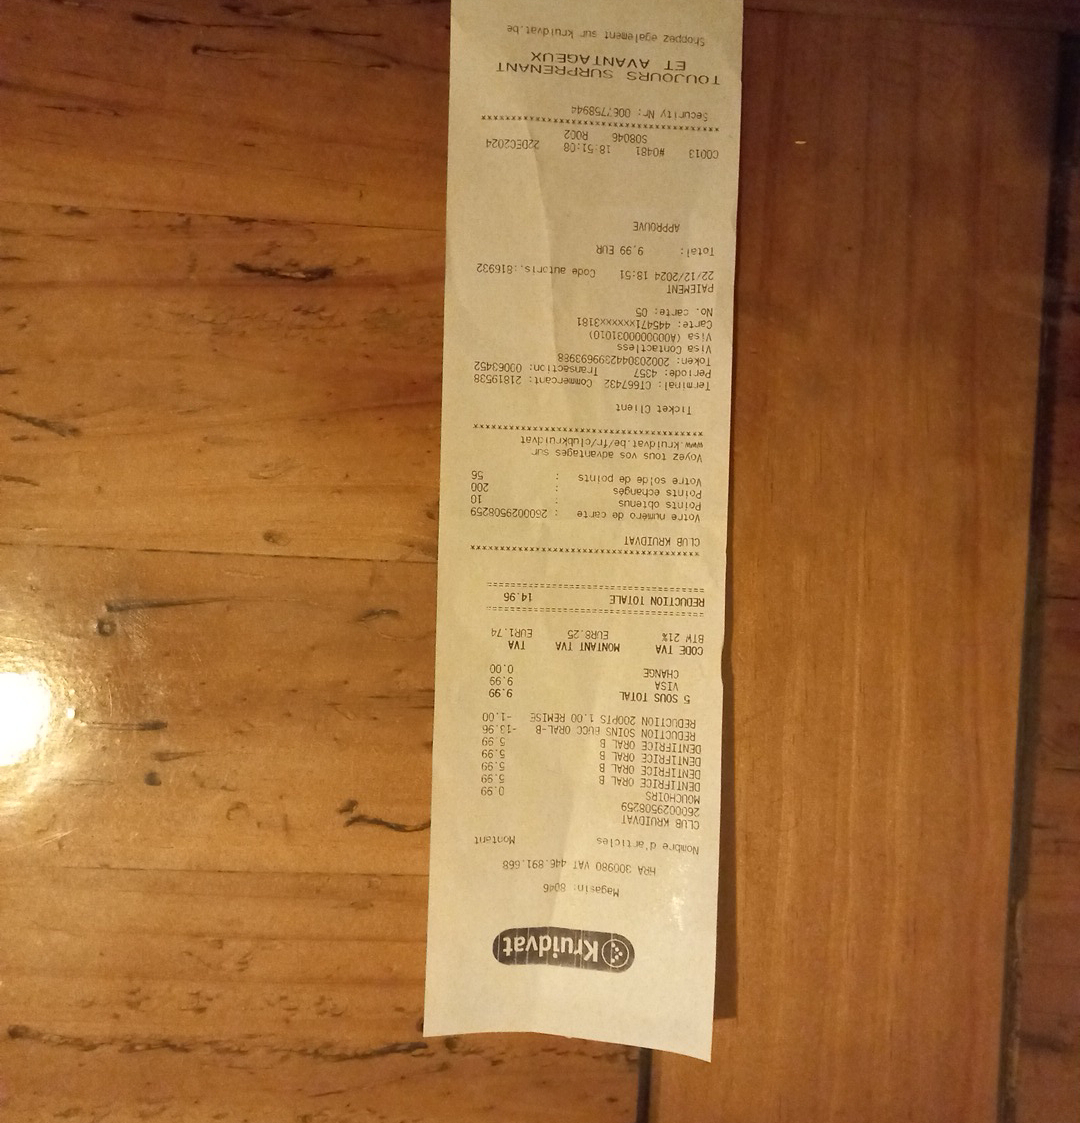 Kruidvat
Magasin: 8046
HRA 300980 VAT 446.891.668
Nombre d'articles Montant
CLUB KRUIDVAT
2600029508259
MOUCHOIRS 0.99
DENTIFRICE ORAL B 5.99
DENTIFRICE ORAL B 5.99
DENTIFRICE ORAL B 5.99
DENTIFRICE ORAL B 5.99
REDUCTION SOINS BUCC ORAL-B -13.96
REDUCTION 200PTS 1.00 REMISE -1.00
5 SOUS TOTAL 9.99
VISA 9.99
CHANGE 0.00
CODE TVA MONTANT TVA TVA
BTW 21% EUR8.25 EUR1.74
===========================
REDUCTION TOTALE 14.96
===========================
xxxxxxxxxxxxxxxxxxxxxxxxxxxxxxxxxx
CLUB KRUIDVAT
Votre numéro de carte : 2600029508259
Points obtenus : 10
Points échangés : 200
Votre solde de points : 56
Voyez tous vos advantages sur
www.kruidvat.be/fr/clubkruidvat
xxxxxxxxxxxxxxxxxxxxxxxxxxxxxxxxxx
Ticket Client
Terminal: CT667432 Commercant: 21819538
Periode: 4357 Transaction: 00063452
Token: 2002030442399693988
Visa Contactless
Visa (A0000000031010)
Carte: 445471xxxxxx3181
No. carte: 05
PAIEMENT
22/12/2024 18:51 Code autoris.:816932
Total: 9.99 EUR
APPROUVE
C0013 #0481 18:51:08 22DEC2024
S08046 R002
xxxxxxxxxxxxxxxxxxxxxxxxxxxxxxxxxx
Security Nr: 0067758944
TOUJOURS SURPRENANT
ET AVANTAGEUX
Shoppez également sur kruidvat.be